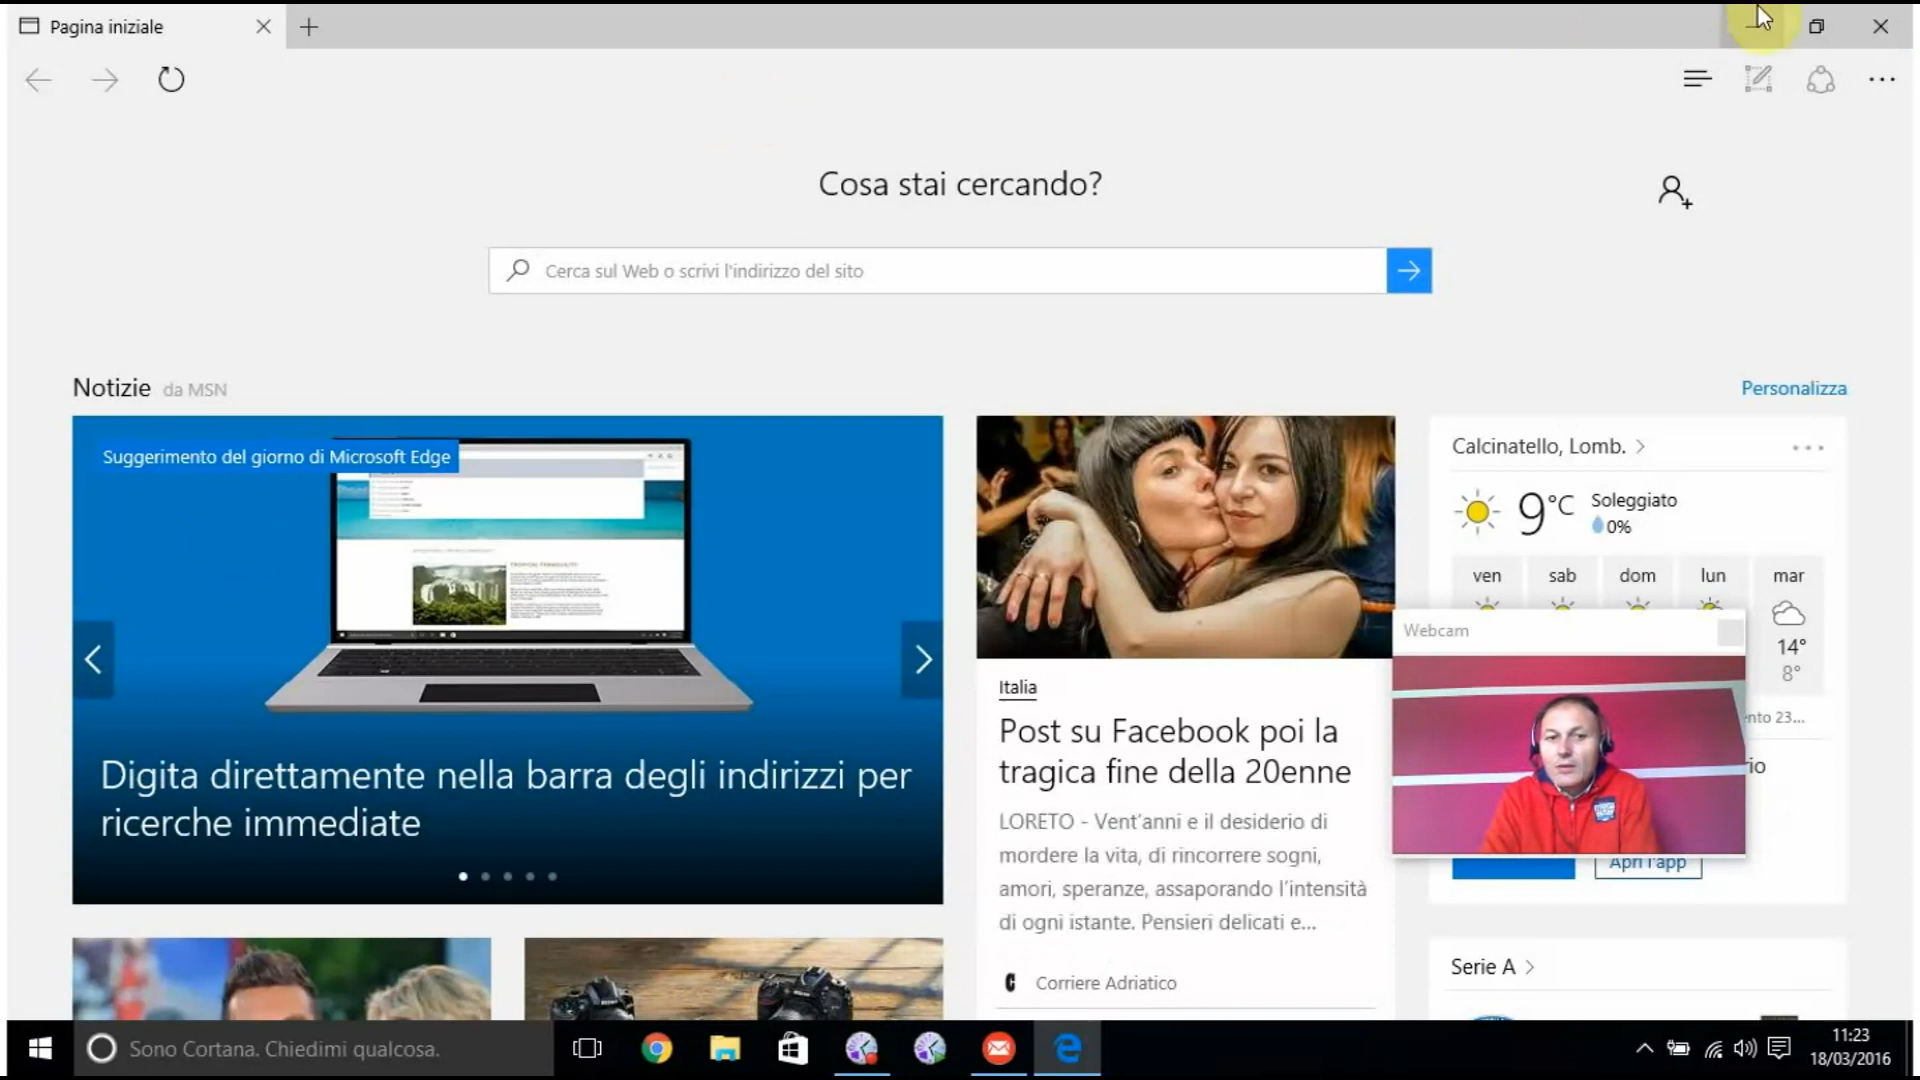 Pagina iniziale
Cosa stai cercando?
Cerca sul Web o scrivi l'indirizzo del sito
Notizie da MSN
Personalizza
Suggerimento del giorno di Microsoft Edge
Digita direttamente nella barra degli indirizzi per
ricerche immediate
Italia
Post su Facebook poi la
tragica fine della 20enne
LORETO - Vent'anni e il desiderio di
mordere la vita, di rincorrere sogni,
amori, speranze, assaporando l'intensità
di ogni istante. Pensieri delicati e...
Corriere Adriatico
Calcinatello, Lomb.
9°C Soleggiato
0%
ven sab dom lun mar
14°
8°
Webcam
23...
Apri l'app
Serie A
Sono Cortana. Chiedimi qualcosa.
11:23
18/03/2016